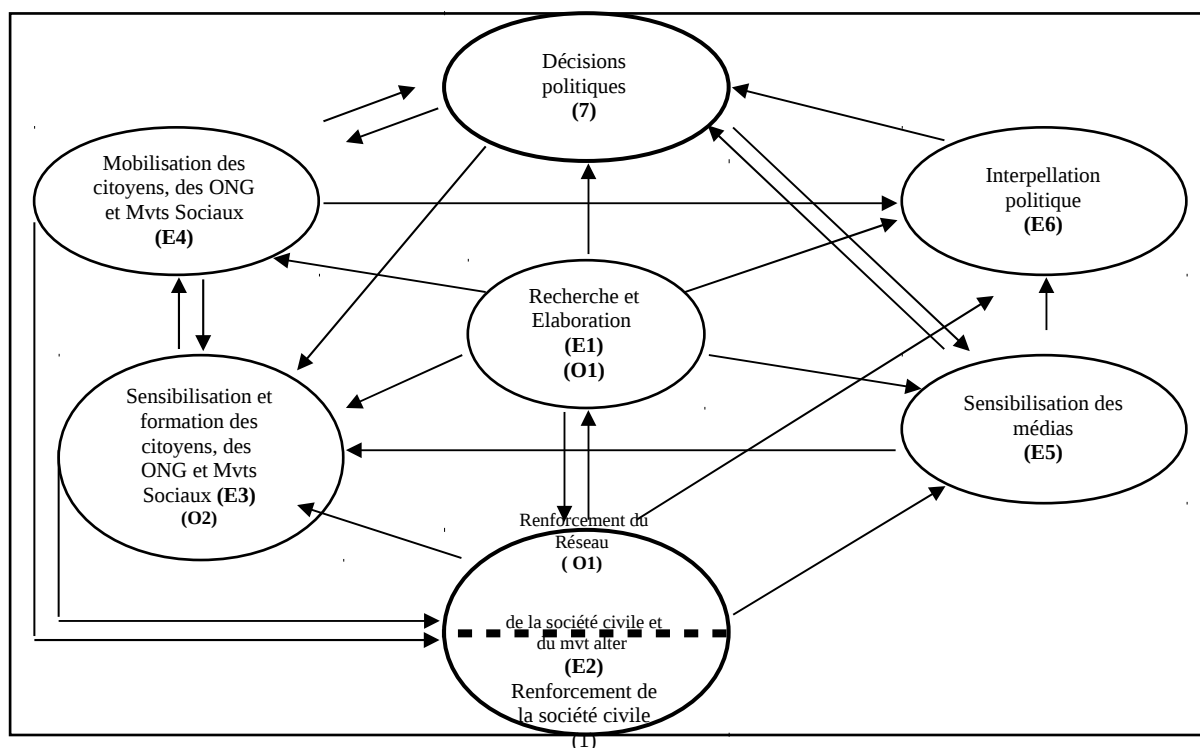 Décisions
politiques
(7)
Mobilisation des
citoyens, des ONG
et Mvts Sociaux
(E4)
Interpellation
politique
(E6)
Recherche et
Elaboration
(E1)
(O1)
Sensibilisation et
formation des
citoyens, des
ONG et Mvts
Sociaux (E3)
(O2)
Sensibilisation des
médias
(E5)
Renforcement du
Réseau
( O1)
de la société civile et
du mvt alter
(E2)
Renforcement de
la société civile
(1)